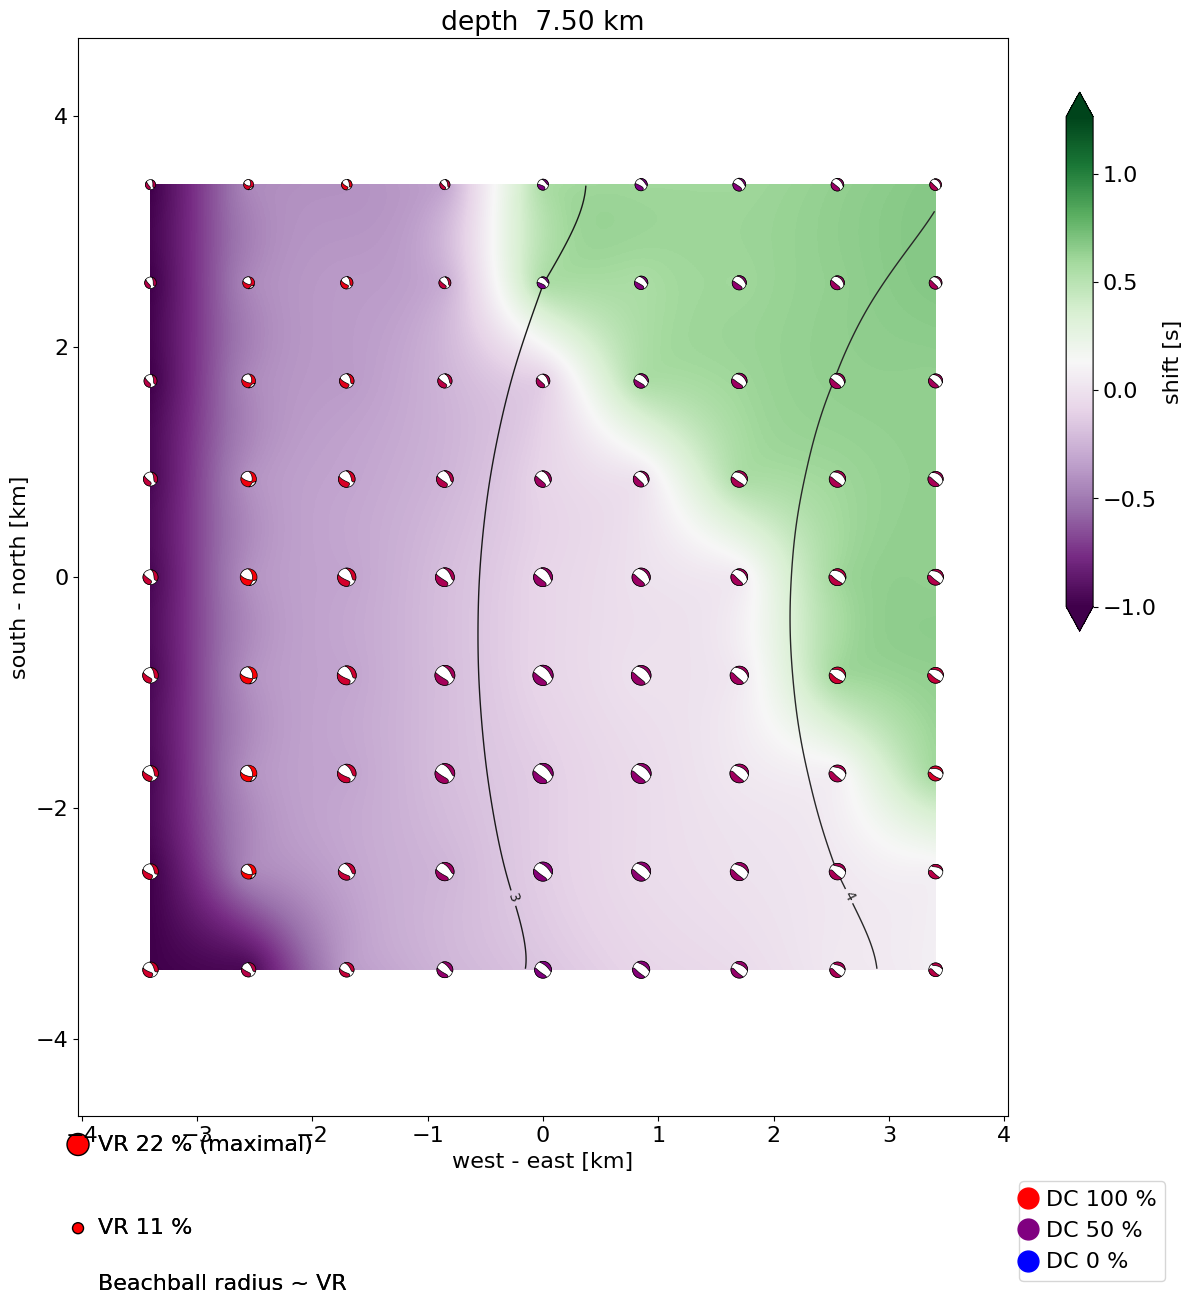 depth  7.50 km
4
2
0
−2
−4
south - north [km]
3
4
−4
−3
−2
−1
0
1
2
3
4
west - east [km]
1.0
0.5
0.0
−0.5
−1.0
shift [s]
VR 22 % (maximal)
VR 11 %
Beachball radius ~ VR
DC 100 %
DC 50 %
DC 0 %